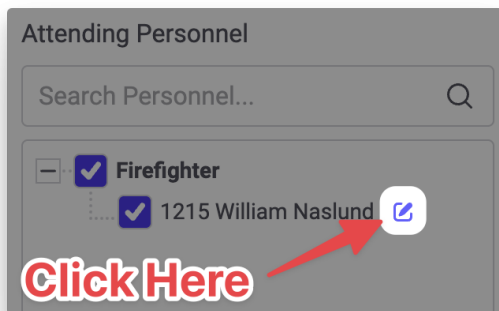 Attending Personnel
Search Personnel...
Firefighter
1215 William Naslund
Click Here